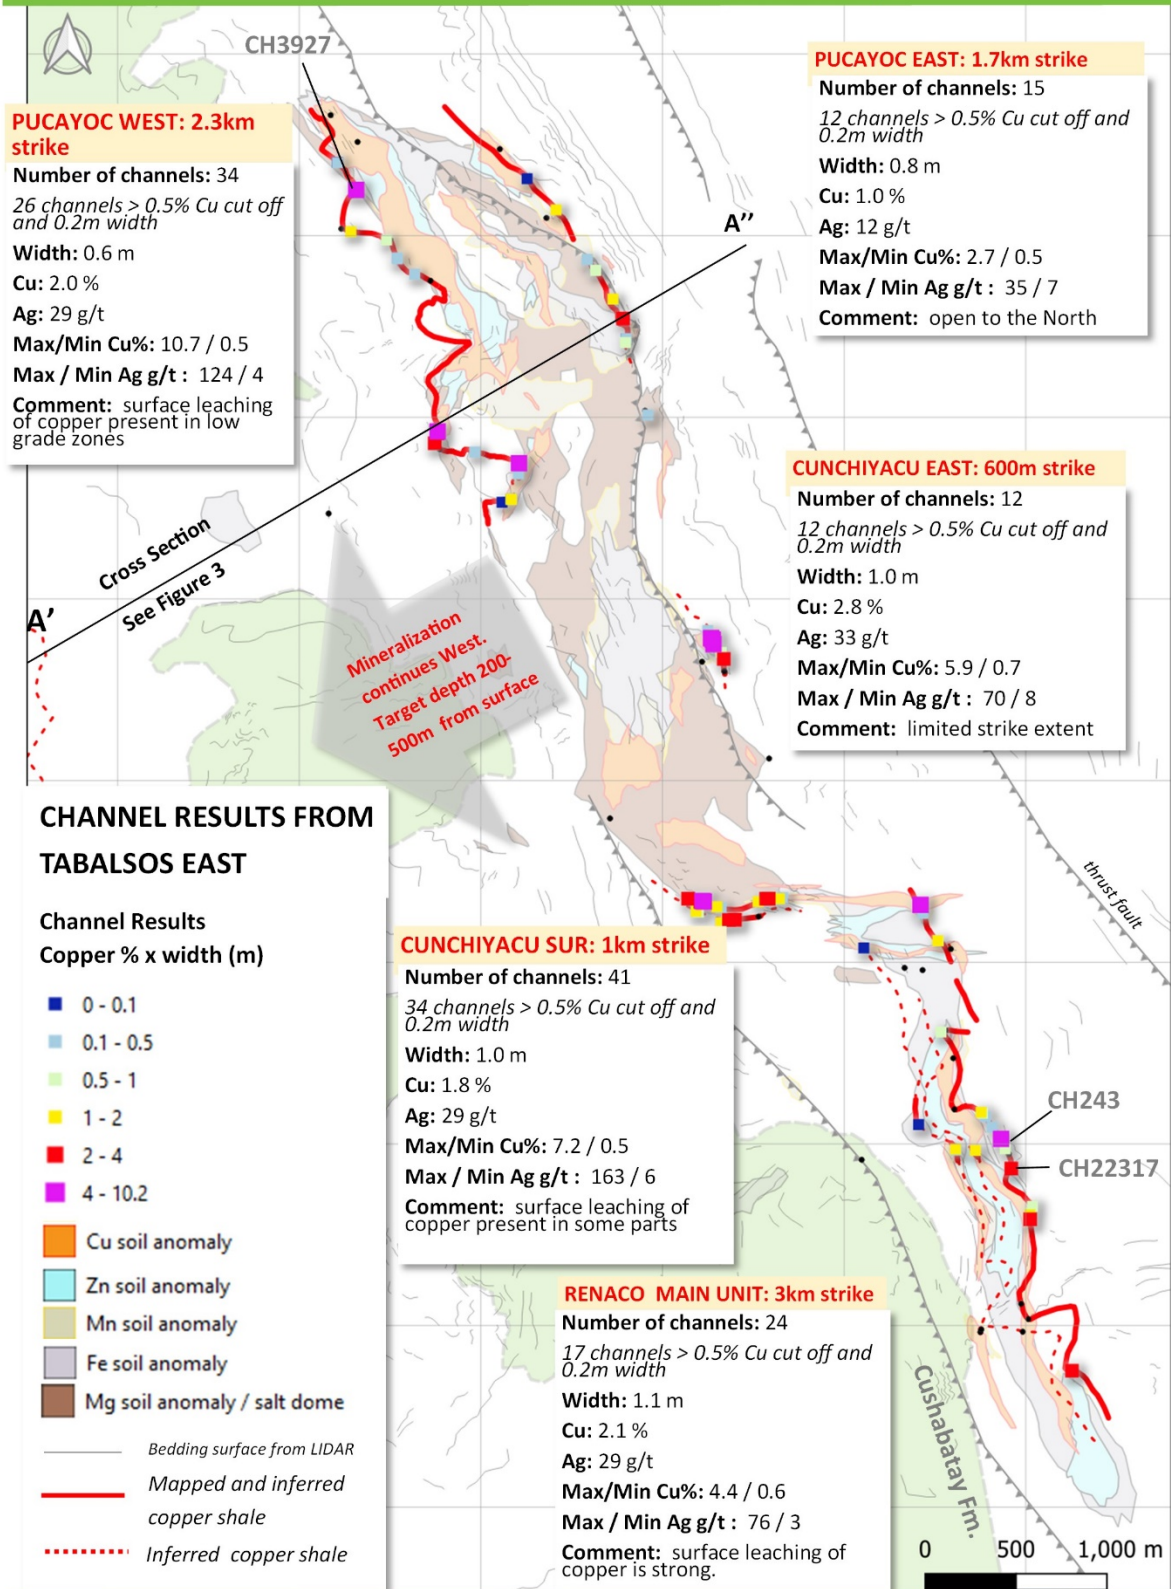 CH3927
PUCAYOC WEST: 2.3km
strike
Number of channels: 34
26 channels > 0.5% Cu cut off
and 0.2m width
Width: 0.6 m
Cu: 2.0 %
Ag: 29 g/t
Max/Min Cu%: 10.7 / 0.5
Max / Min Ag g/t : 124 / 4
Comment: surface leaching
of copper present in low
grade zones
PUCAYOC EAST: 1.7km strike
Number of channels: 15
12 channels > 0.5% Cu cut off and
0.2m width
Width: 0.8 m
Cu: 1.0 %
Ag: 12 g/t
Max/Min Cu%: 2.7 / 0.5
Max / Min Ag g/t : 35 / 7
Comment: open to the North
A''
Cross Section
See Figure 3
A'
Mineralization
continues West.
Target depth 200-
500m from surface
CUNCHIYACU EAST: 600m strike
Number of channels: 12
12 channels > 0.5% Cu cut off and
0.2m width
Width: 1.0 m
Cu: 2.8 %
Ag: 33 g/t
Max/Min Cu%: 5.9 / 0.7
Max / Min Ag g/t : 70 / 8
Comment: limited strike extent
thrust fault
CHANNEL RESULTS FROM
TABALSOS EAST
Channel Results
Copper % x width (m)
0 - 0.1
0.1 - 0.5
0.5 - 1
1 - 2
2 - 4
4 - 10.2
Cu soil anomaly
Zn soil anomaly
Mn soil anomaly
Fe soil anomaly
Mg soil anomaly / salt dome
Bedding surface from LIDAR
Mapped and inferred
copper shale
Inferred copper shale
CUNCHIYACU SUR: 1km strike
Number of channels: 41
34 channels > 0.5% Cu cut off and
0.2m width
Width: 1.0 m
Cu: 1.8 %
Ag: 29 g/t
Max/Min Cu%: 7.2 / 0.5
Max / Min Ag g/t : 163 / 6
Comment: surface leaching of
copper present in some parts
CH243
CH22317
RENACO MAIN UNIT: 3km strike
Number of channels: 24
17 channels > 0.5% Cu cut off and
0.2m width
Width: 1.1 m
Cu: 2.1 %
Ag: 29 g/t
Max/Min Cu%: 4.4 / 0.6
Max / Min Ag g/t : 76 / 3
Comment: surface leaching of
copper is strong.
Cushabatay Fm.
0 500 1,000 m